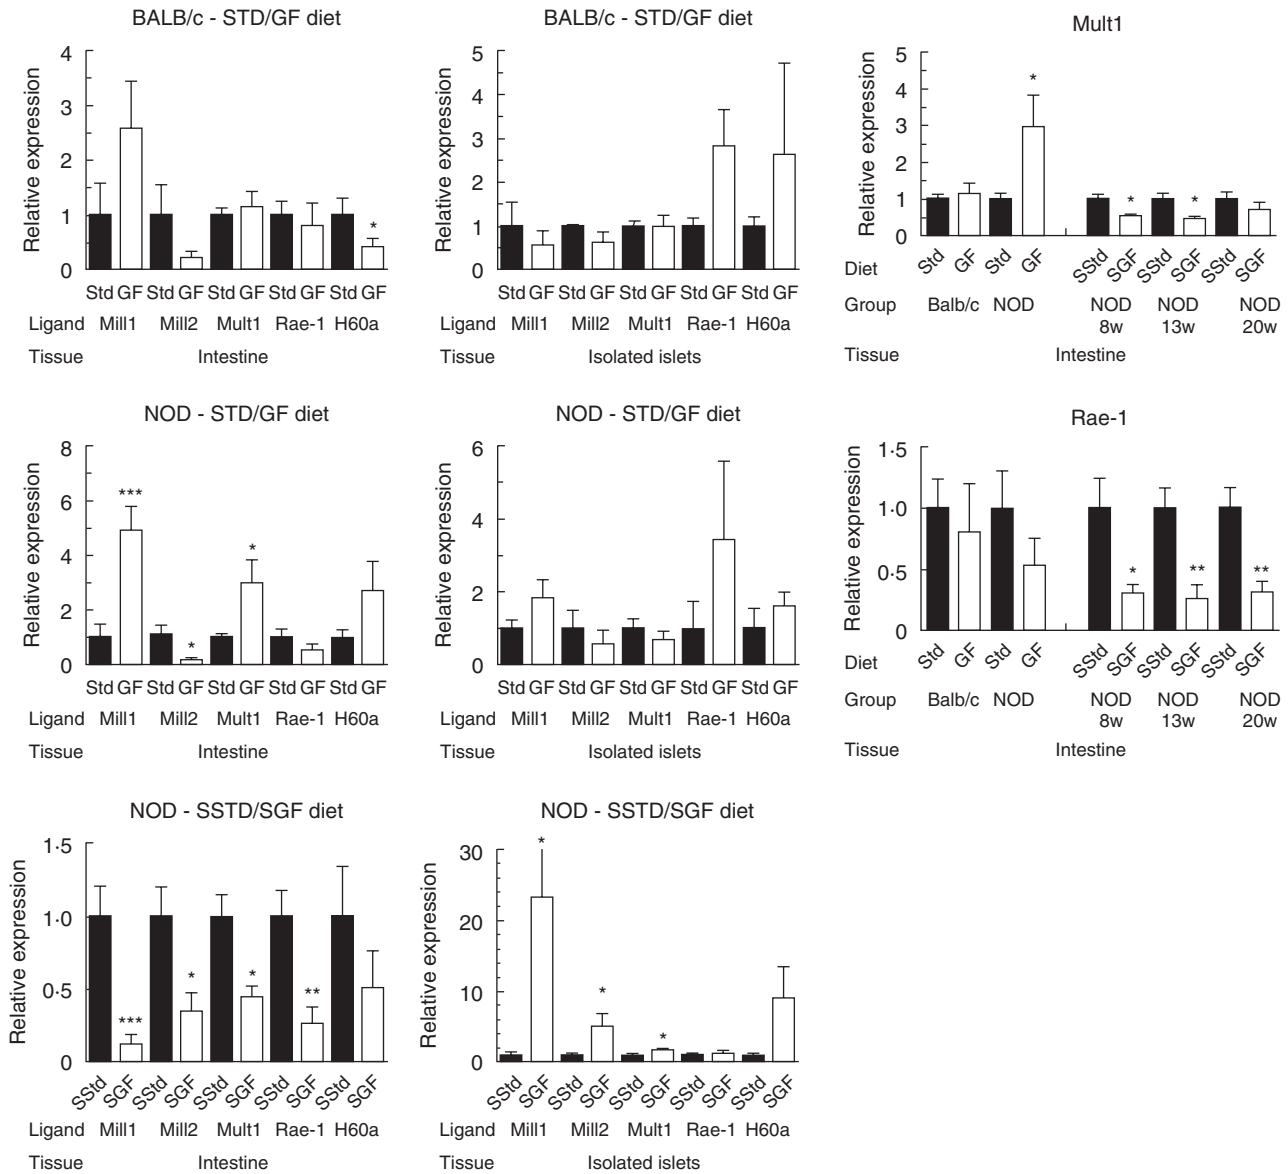 BALB/c - STD/GF diet
Relative expression
4
3
2
1
0
*
Std GF Std GF Std GF Std GF Std GF
Ligand Mill1 Mill2 Mult1 Rae-1 H60a
Tissue Intestine
BALB/c - STD/GF diet
Relative expression
5
4
3
2
1
0
Std GF Std GF Std GF Std GF Std GF
Ligand Mill1 Mill2 Mult1 Rae-1 H60a
Tissue Isolated islets
Mult1
Relative expression
5
4
3
2
1
0
* * *
Diet Std GF Std GF SStd SGF SStd SGF SStd SGF
Group Balb/c NOD NOD NOD NOD
8w 13w 20w
Tissue Intestine
NOD - STD/GF diet
Relative expression
8
6
4
2
0
*** * *
Std GF Std GF Std GF Std GF Std GF
Ligand Mill1 Mill2 Mult1 Rae-1 H60a
Tissue Intestine
NOD - STD/GF diet
Relative expression
6
4
2
0
Std GF Std GF Std GF Std GF Std GF
Ligand Mill1 Mill2 Mult1 Rae-1 H60a
Tissue Isolated islets
Rae-1
Relative expression
1·5
1·0
0·5
0
* ** **
Diet Std GF Std GF SStd SGF SStd SGF SStd SGF
Group Balb/c NOD NOD NOD NOD
8w 13w 20w
Tissue Intestine
NOD - SSTD/SGF diet
Relative expression
1·5
1·0
0·5
0
*** * * **
SStd SGF SStd SGF SStd SGF SStd SGF SStd SGF
Ligand Mill1 Mill2 Mult1 Rae-1 H60a
Tissue Intestine
NOD - SSTD/SGF diet
Relative expression
30
20
10
0
* * *
SStd SGF SStd SGF SStd SGF SStd SGF SStd SGF
Ligand Mill1 Mill2 Mult1 Rae-1 H60a
Tissue Isolated islets